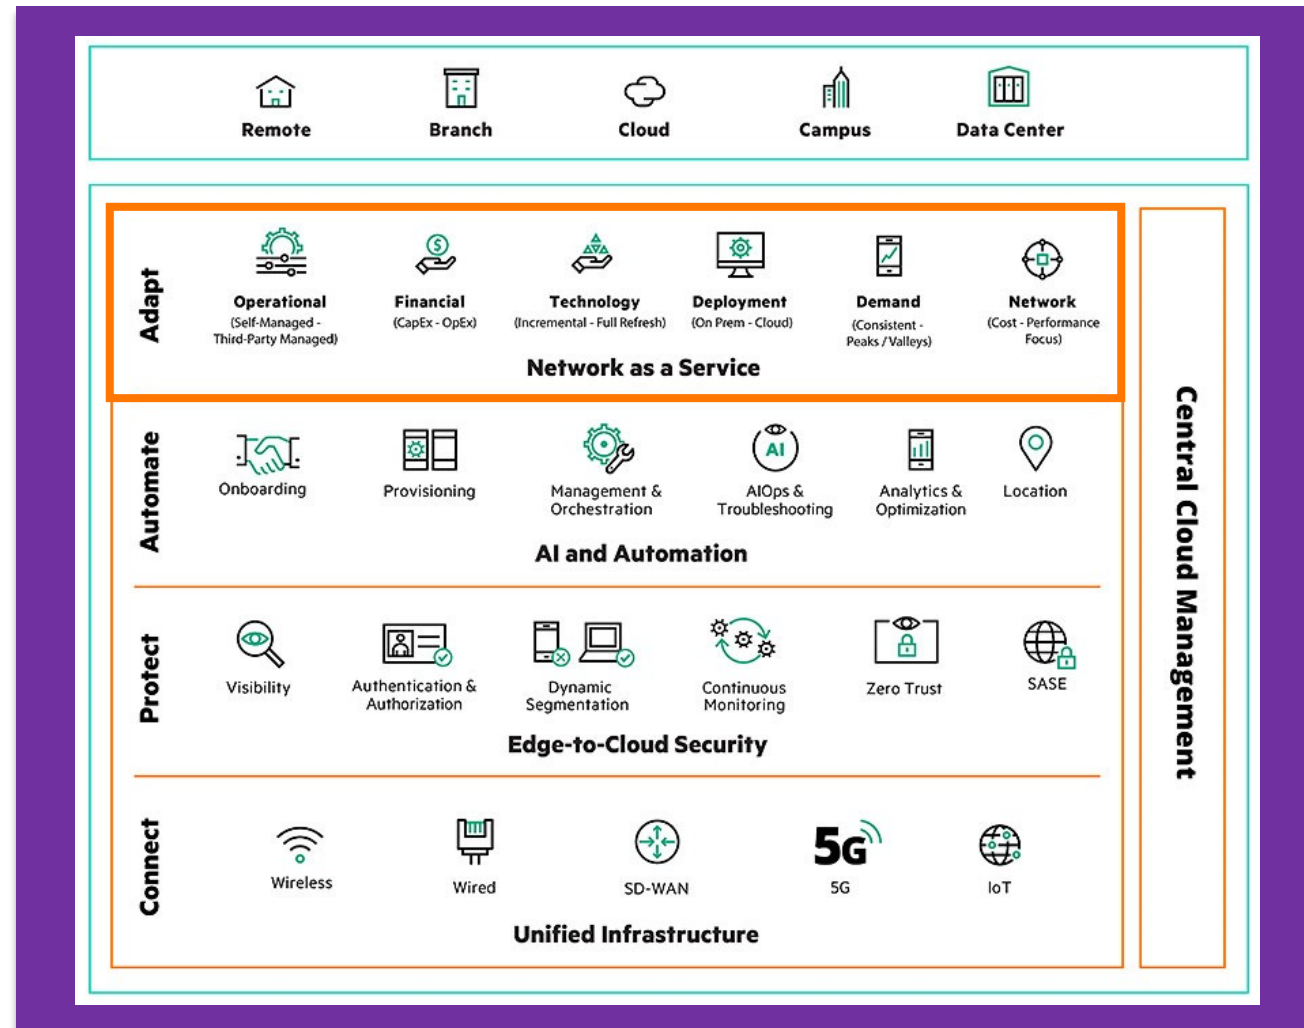 Remote
Branch
Cloud
Campus
Data Center
Adapt
Operational
(Self-Managed -
Third-Party Managed)
Financial
(CapEx - OpEx)
Technology
(Incremental - Full Refresh)
Deployment
(On Prem - Cloud)
Demand
(Consistent -
Peaks / Valleys)
Network
(Cost - Performance
Focus)
Network as a Service
Automate
Onboarding
Provisioning
Management &
Orchestration
AI
AIOps &
Troubleshooting
Analytics &
Optimization
Location
AI and Automation
Protect
Visibility
Authentication &
Authorization
Dynamic
Segmentation
Continuous
Monitoring
Zero Trust
SASE
Edge-to-Cloud Security
Connect
Wireless
Wired
SD-WAN
5G
5G
IoT
Unified Infrastructure
Central Cloud Management